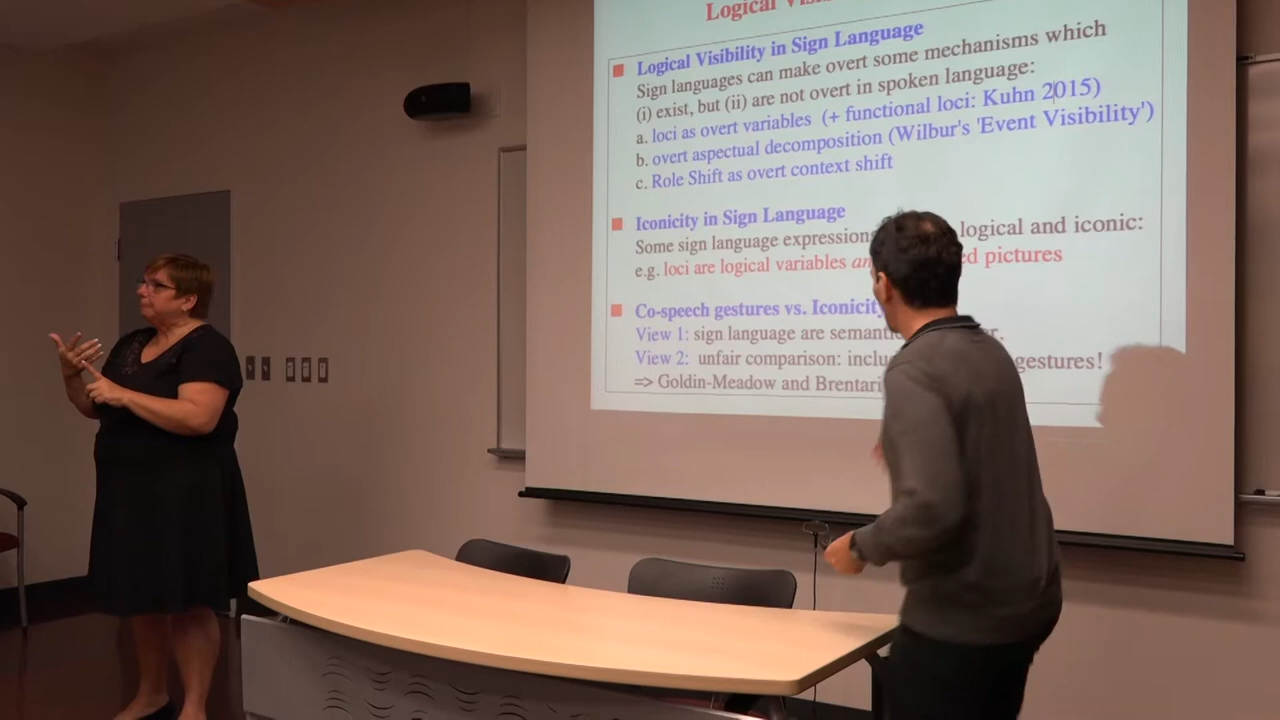 Logical
Logical Visibility in Sign Language
Sign languages can make overt some mechanisms which
(i) exist, but (ii) are not overt in spoken language:
a. loci as overt variables (+ functional loci: Kuhn 2015)
b. overt aspectual decomposition (Wilbur's 'Event Visibility')
c. Role Shift as overt context shift
Iconicity in Sign Language
Some sign language expression logical and iconic:
e.g. loci are logical variables pictures
Co-speech gestures vs. Iconicity
View 1: sign language are
View 2: unfair comparison: gestures!
=> Goldin-Meadow and Brentari